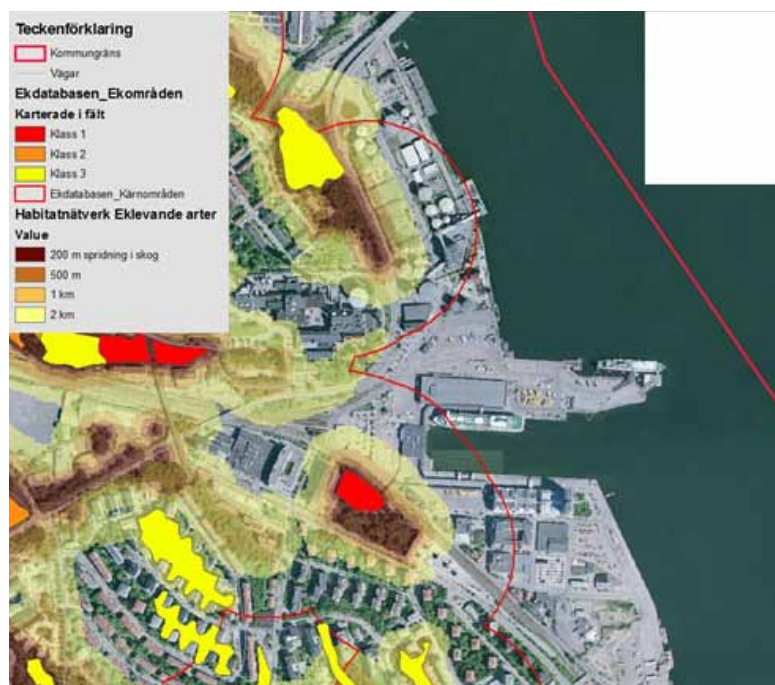 Teckenförklaring
Kommungräns
Vägar
Ekdatabasen_Ekområden
Karterade i fält
Klass 1
Klass 2
Klass 3
Ekdatabasen_Kärnområden
Habitatnätverk Eklevande arter
Value
200 m spridning i skog
500 m
1 km
2 km